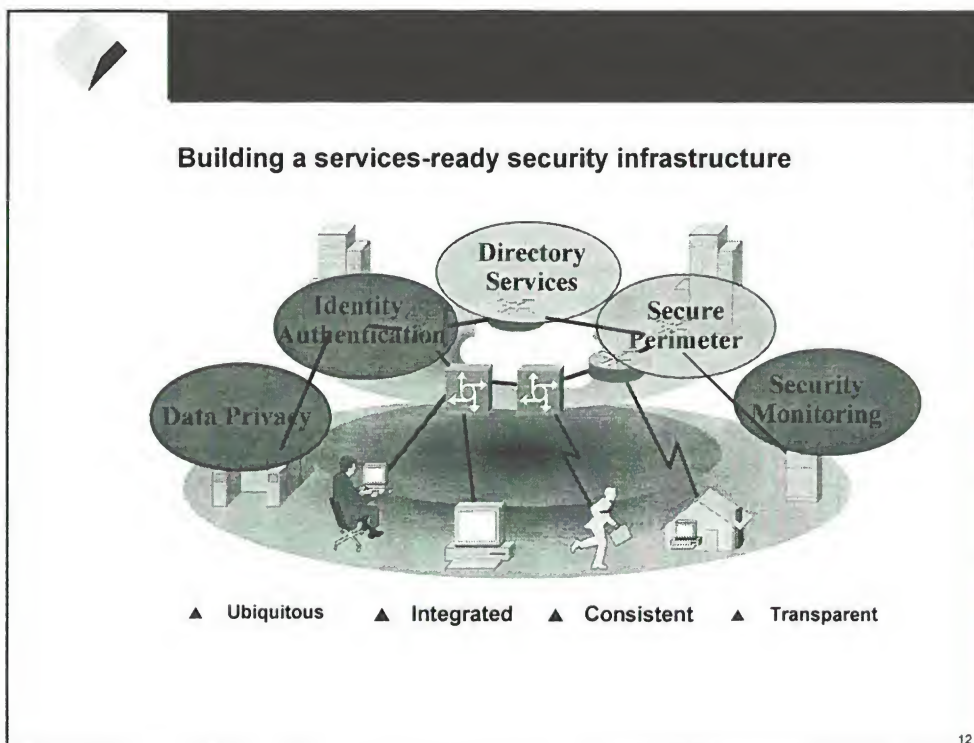 Building a services-ready security infrastructure
Directory
Services
Identity
Authentication
Secure
Perimeter
Data Privacy
Security
Monitoring
▲ Ubiquitous ▲ Integrated ▲ Consistent ▲ Transparent
12